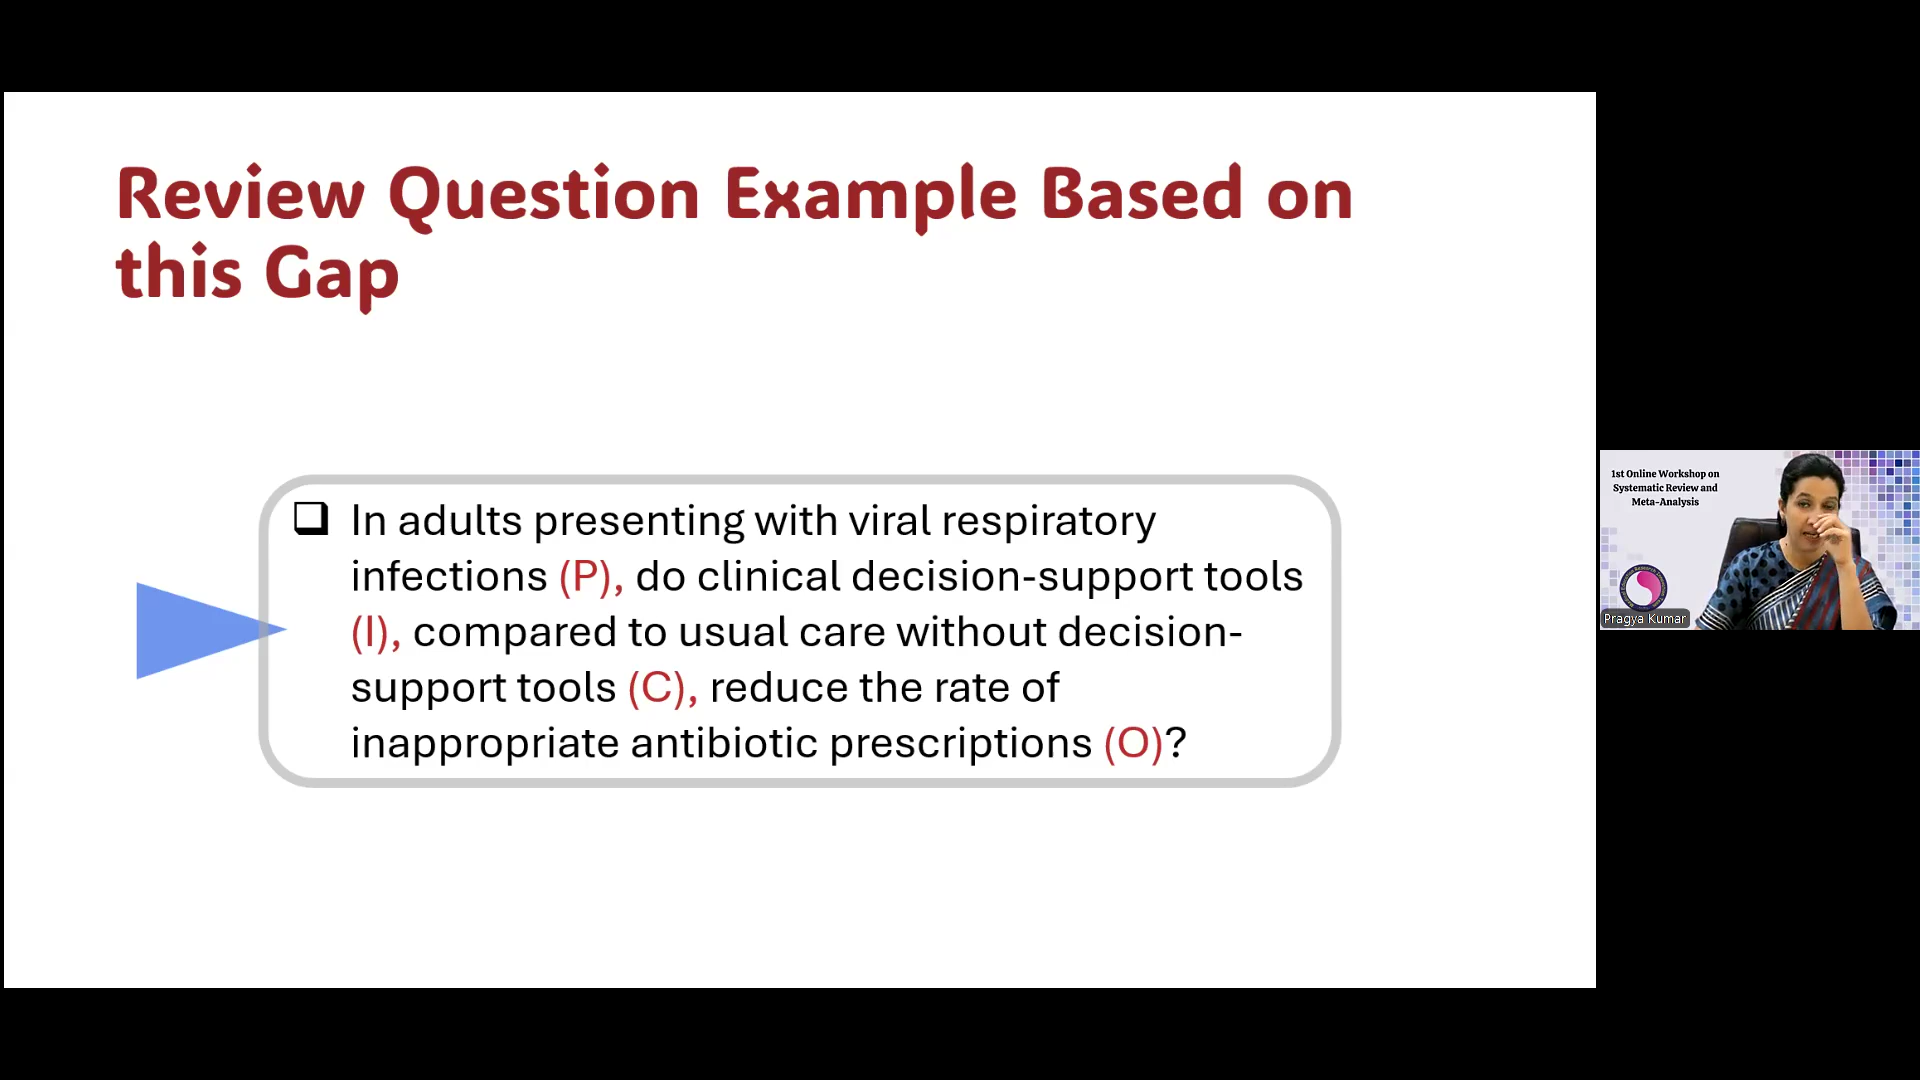 Review Question Example Based on
this Gap
❑ In adults presenting with viral respiratory
infections (P), do clinical decision-support tools
(I), compared to usual care without decision-
support tools (C), reduce the rate of
inappropriate antibiotic prescriptions (O)?
1st Online Workshop on
Systematic Review and
Meta-Analysis
Pragya Kumar